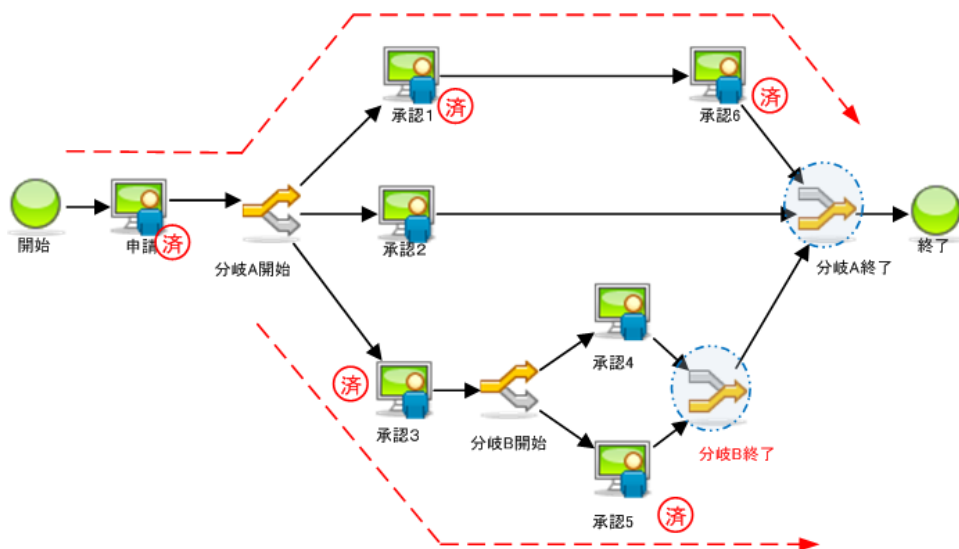 承認1
済
承認6
済
開始
申請
済
分岐A開始
承認2
分岐A終了
終了
承認4
済
承認3
分岐B開始
分岐B終了
承認5
済